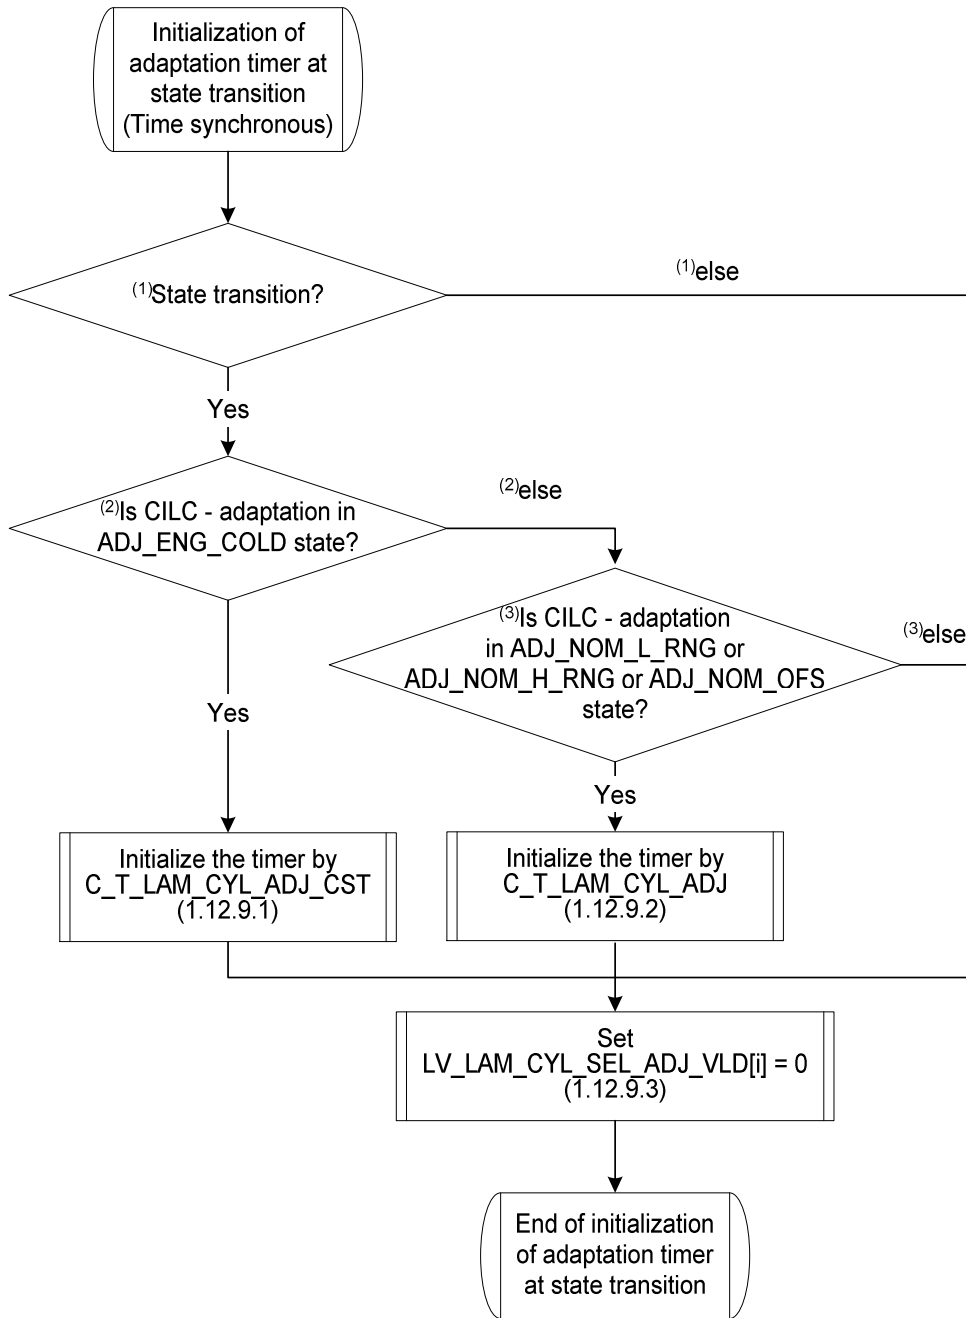 Initialization of
adaptation timer at
state transition
(Time synchronous)
(1)State transition?
(1)else
Yes
(2)Is CILC - adaptation in
ADJ_ENG_COLD state?
(2)else
(3)Is CILC - adaptation
in ADJ_NOM_L_RNG or
ADJ_NOM_H_RNG or ADJ_NOM_OFS
state?
(3)else
Yes
Yes
Initialize the timer by
C_T_LAM_CYL_ADJ_CST
(1.12.9.1)
Initialize the timer by
C_T_LAM_CYL_ADJ
(1.12.9.2)
Set
LV_LAM_CYL_SEL_ADJ_VLD[i] = 0
(1.12.9.3)
End of initialization
of adaptation timer
at state transition